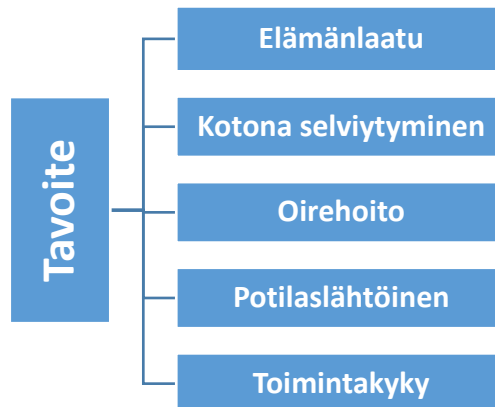 Tavoite
Elämänlaatu
Kotona selviytyminen
Oirehoito
Potilaslähtöinen
Toimintakyky